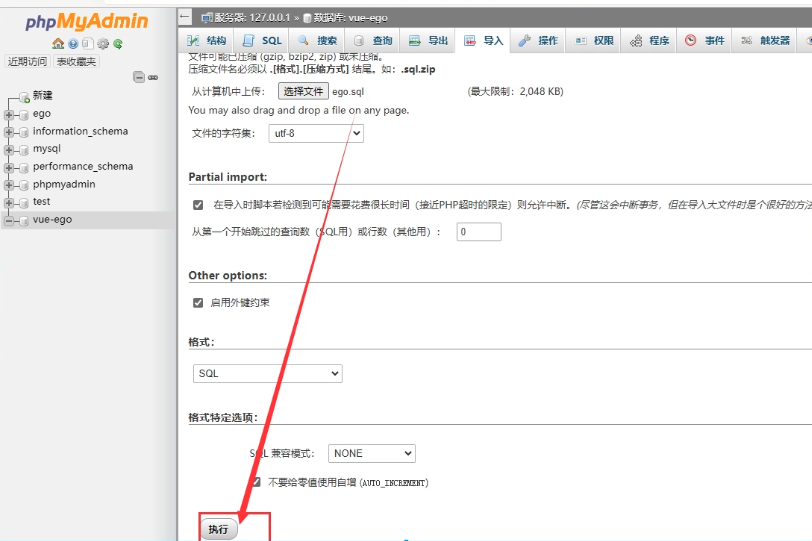 phpMyAdmin
近期访问 表收藏夹
新建
ego
information_schema
mysql
performance_schema
phpmyadmin
test
vue-ego
服务器: 127.0.0.1 » 数据库: vue-ego
结构 SQL 搜索 查询 导出 导入 操作 权限 程序 事件 触发器
文件可能已压缩 (gzip, bzip2, zip) 或未压缩。
压缩文件名必须以 .[格式].[压缩方式] 结尾。如：.sql.zip
从计算机中上传： 选择文件 ego.sql (最大限制：2,048 KB)
You may also drag and drop a file on any page.
文件的字符集： utf-8
Partial import:
在导入时脚本若检测到可能需要花费很长时间（接近PHP超时的限定）则允许中断。(尽管这会中断事务，但在导入大文件时是个很好的方法
从第一个开始跳过的查询数（SQL用）或行数（其他用）： 0
Other options:
启用外键约束
格式：
SQL
格式特定选项：
SQL 兼容模式： NONE
不要给零值使用自增 (AUTO_INCREMENT)
执行